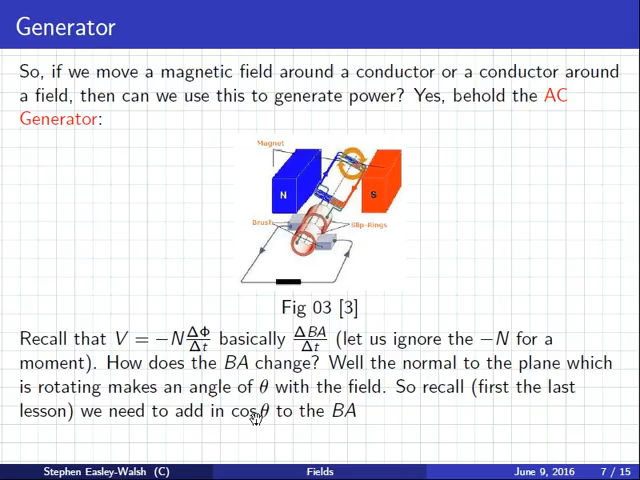 Generator
So, if we move a magnetic field around a conductor or a conductor around
a field, then can we use this to generate power? Yes, behold the AC
Generator:
Magnet
N
S
Brush
Slip-Rings
Fig 03 [3]
Recall that V = −N ΔΦ/Δt basically ΔBA/Δt (let us ignore the −N for a
moment). How does the BA change? Well the normal to the plane which
is rotating makes an angle of θ with the field. So recall (first the last
lesson) we need to add in cos θ to the BA
Stephen Easley-Walsh (C)
Fields
June 9, 2016
7 / 15